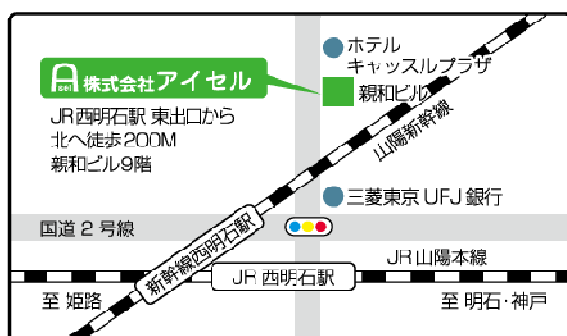 ホテル
キャッスルプラザ
Asel 株式会社アイセル
親和ビル
JR西明石駅 東出口から
北へ徒歩200M
親和ビル9階
山陽新幹線
三菱東京UFJ銀行
国道2号線
新幹線西明石駅
JR山陽本線
JR西明石駅
至 姫路
至 明石・神戸